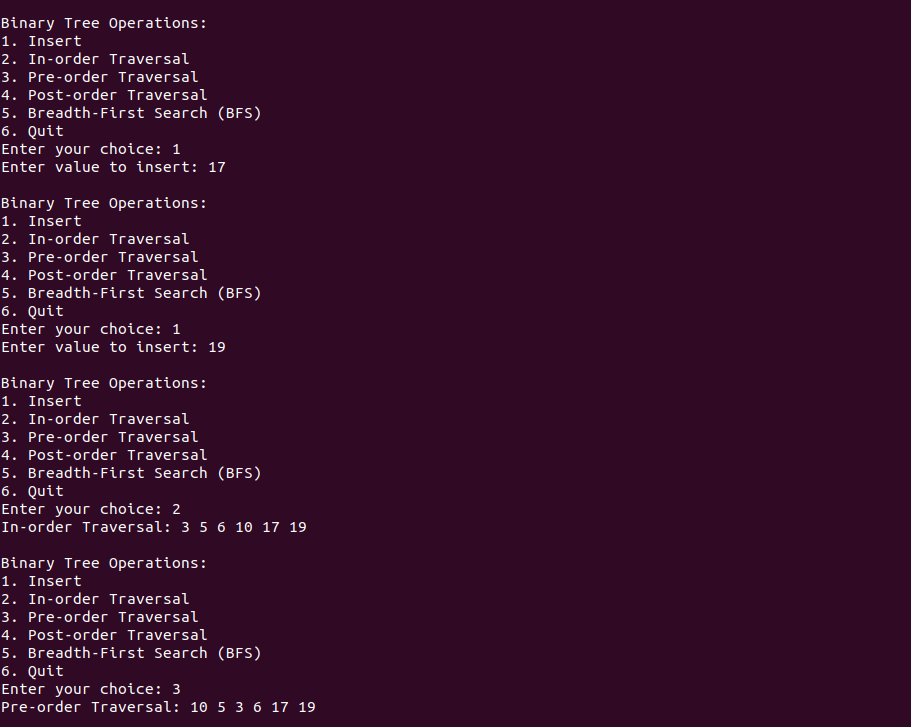 Binary Tree Operations:
1. Insert
2. In-order Traversal
3. Pre-order Traversal
4. Post-order Traversal
5. Breadth-First Search (BFS)
6. Quit
Enter your choice: 1
Enter value to insert: 17

Binary Tree Operations:
1. Insert
2. In-order Traversal
3. Pre-order Traversal
4. Post-order Traversal
5. Breadth-First Search (BFS)
6. Quit
Enter your choice: 1
Enter value to insert: 19

Binary Tree Operations:
1. Insert
2. In-order Traversal
3. Pre-order Traversal
4. Post-order Traversal
5. Breadth-First Search (BFS)
6. Quit
Enter your choice: 2
In-order Traversal: 3 5 6 10 17 19

Binary Tree Operations:
1. Insert
2. In-order Traversal
3. Pre-order Traversal
4. Post-order Traversal
5. Breadth-First Search (BFS)
6. Quit
Enter your choice: 3
Pre-order Traversal: 10 5 3 6 17 19